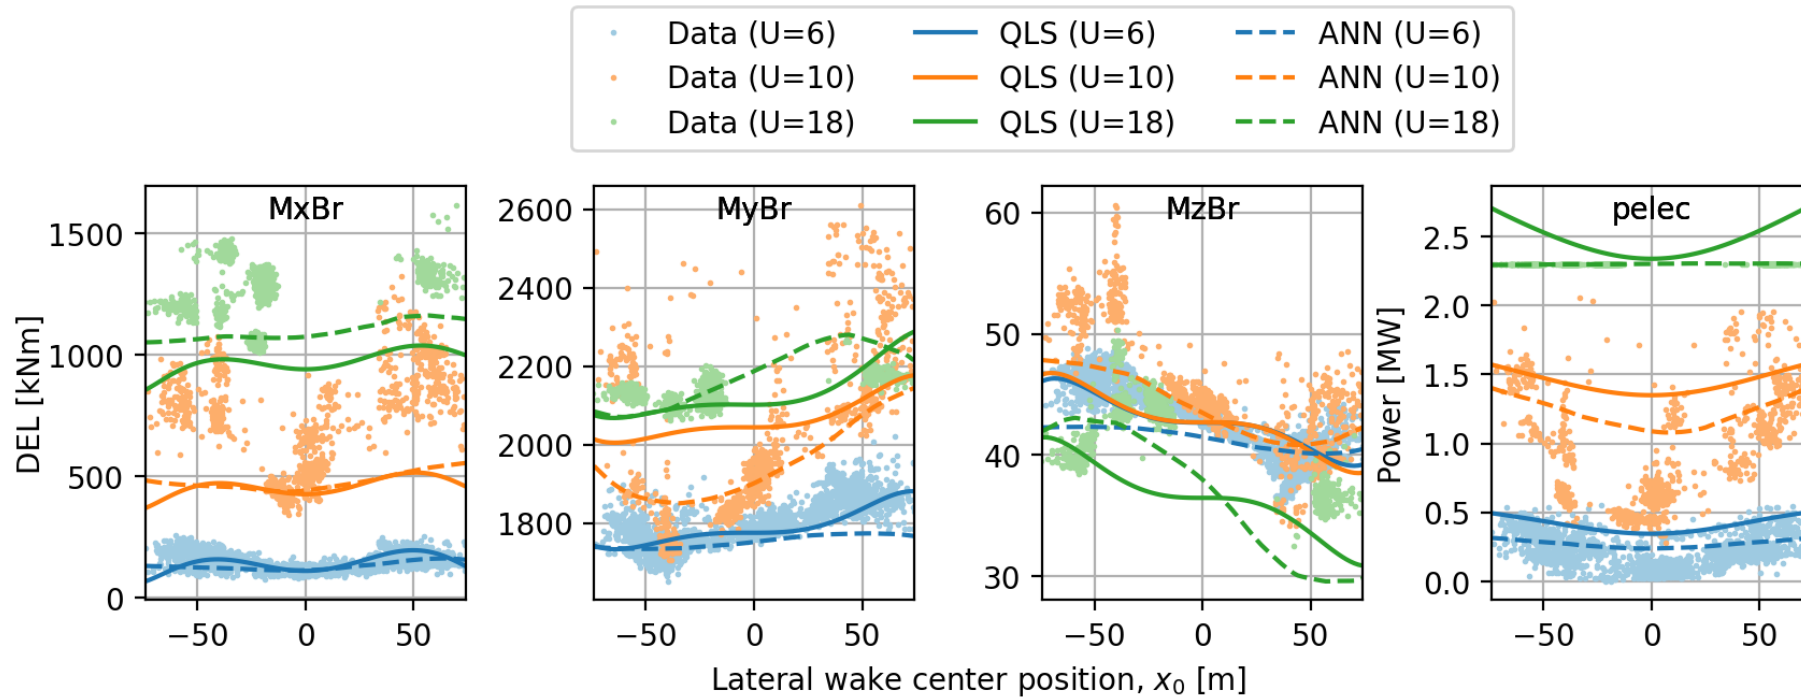 Data (U=6) QLS (U=6) ANN (U=6)
Data (U=10) QLS (U=10) ANN (U=10)
Data (U=18) QLS (U=18) ANN (U=18)
MxBr
1500
1000
500
0
−50 0 50
DEL [kNm]
MyBr
2600
2400
2200
2000
1800
−50 0 50
MzBr
60
50
40
30
−50 0 50
pelec
2.5
2.0
1.5
1.0
0.5
0.0
−50 0 50
Power [MW]
Lateral wake center position, x₀ [m]